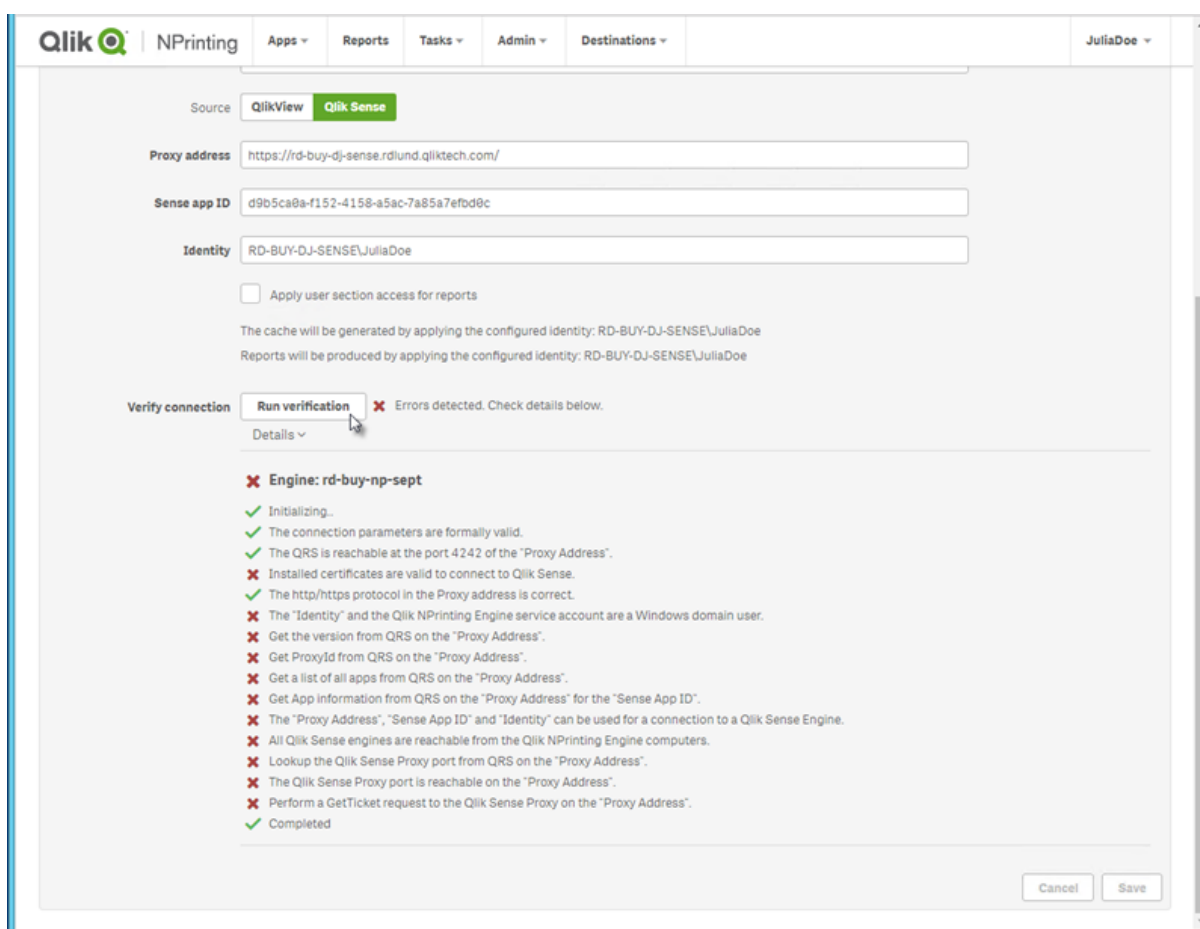 Qlik NPrinting Apps Reports Tasks Admin Destinations JuliaDoe
Source QlikView Qlik Sense
Proxy address https://rd-buy-dj-sense.rdlund.qliktech.com/
Sense app ID d9b5ca0a-f152-4158-a5ac-7a85a7efbd0c
Identity RD-BUY-DJ-SENSE\JuliaDoe
Apply user section access for reports
The cache will be generated by applying the configured identity: RD-BUY-DJ-SENSE\JuliaDoe
Reports will be produced by applying the configured identity: RD-BUY-DJ-SENSE\JuliaDoe
Verify connection Run verification Errors detected. Check details below.
Details
Engine: rd-buy-np-sept
Initializing..
The connection parameters are formally valid.
The QRS is reachable at the port 4242 of the "Proxy Address".
Installed certificates are valid to connect to Qlik Sense.
The http/https protocol in the Proxy address is correct.
The "Identity" and the Qlik NPrinting Engine service account are a Windows domain user.
Get the version from QRS on the "Proxy Address".
Get ProxyId from QRS on the "Proxy Address".
Get a list of all apps from QRS on the "Proxy Address".
Get App information from QRS on the "Proxy Address" for the "Sense App ID".
The "Proxy Address", "Sense App ID" and "Identity" can be used for a connection to a Qlik Sense Engine.
All Qlik Sense engines are reachable from the Qlik NPrinting Engine computers.
Lookup the Qlik Sense Proxy port from QRS on the "Proxy Address".
The Qlik Sense Proxy port is reachable on the "Proxy Address".
Perform a GetTicket request to the Qlik Sense Proxy on the "Proxy Address".
Completed
Cancel Save